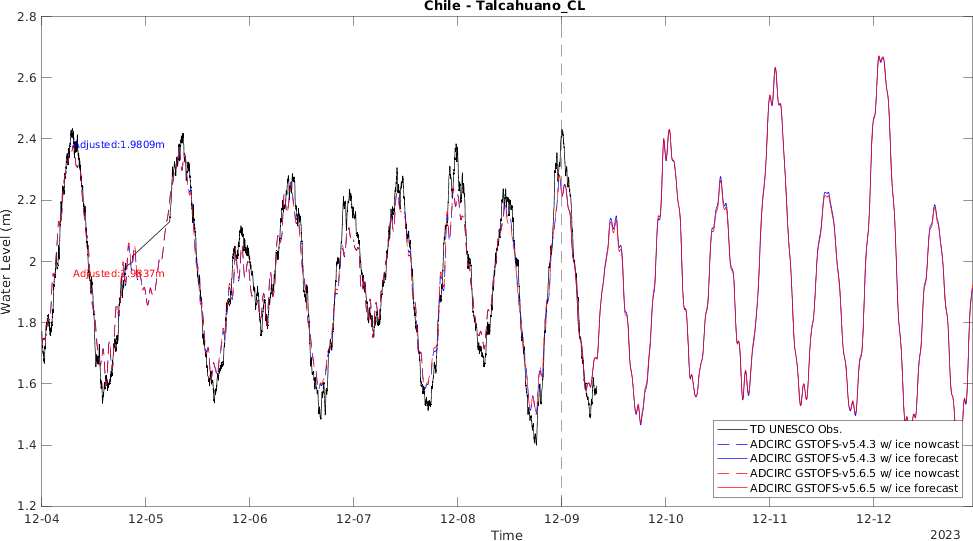 Chile - Talcahuano_CL
2.8
2.6
2.4
2.2
2
1.8
1.6
1.4
1.2
Water Level (m)
Adjusted:1.9809m
Adjusted:1.9837m
TD UNESCO Obs.
ADCIRC GSTOFS-v5.4.3 w/ ice nowcast
ADCIRC GSTOFS-v5.4.3 w/ ice forecast
ADCIRC GSTOFS-v5.6.5 w/ ice nowcast
ADCIRC GSTOFS-v5.6.5 w/ ice forecast
12-04 12-05 12-06 12-07 12-08 12-09 12-10 12-11 12-12
Time
2023